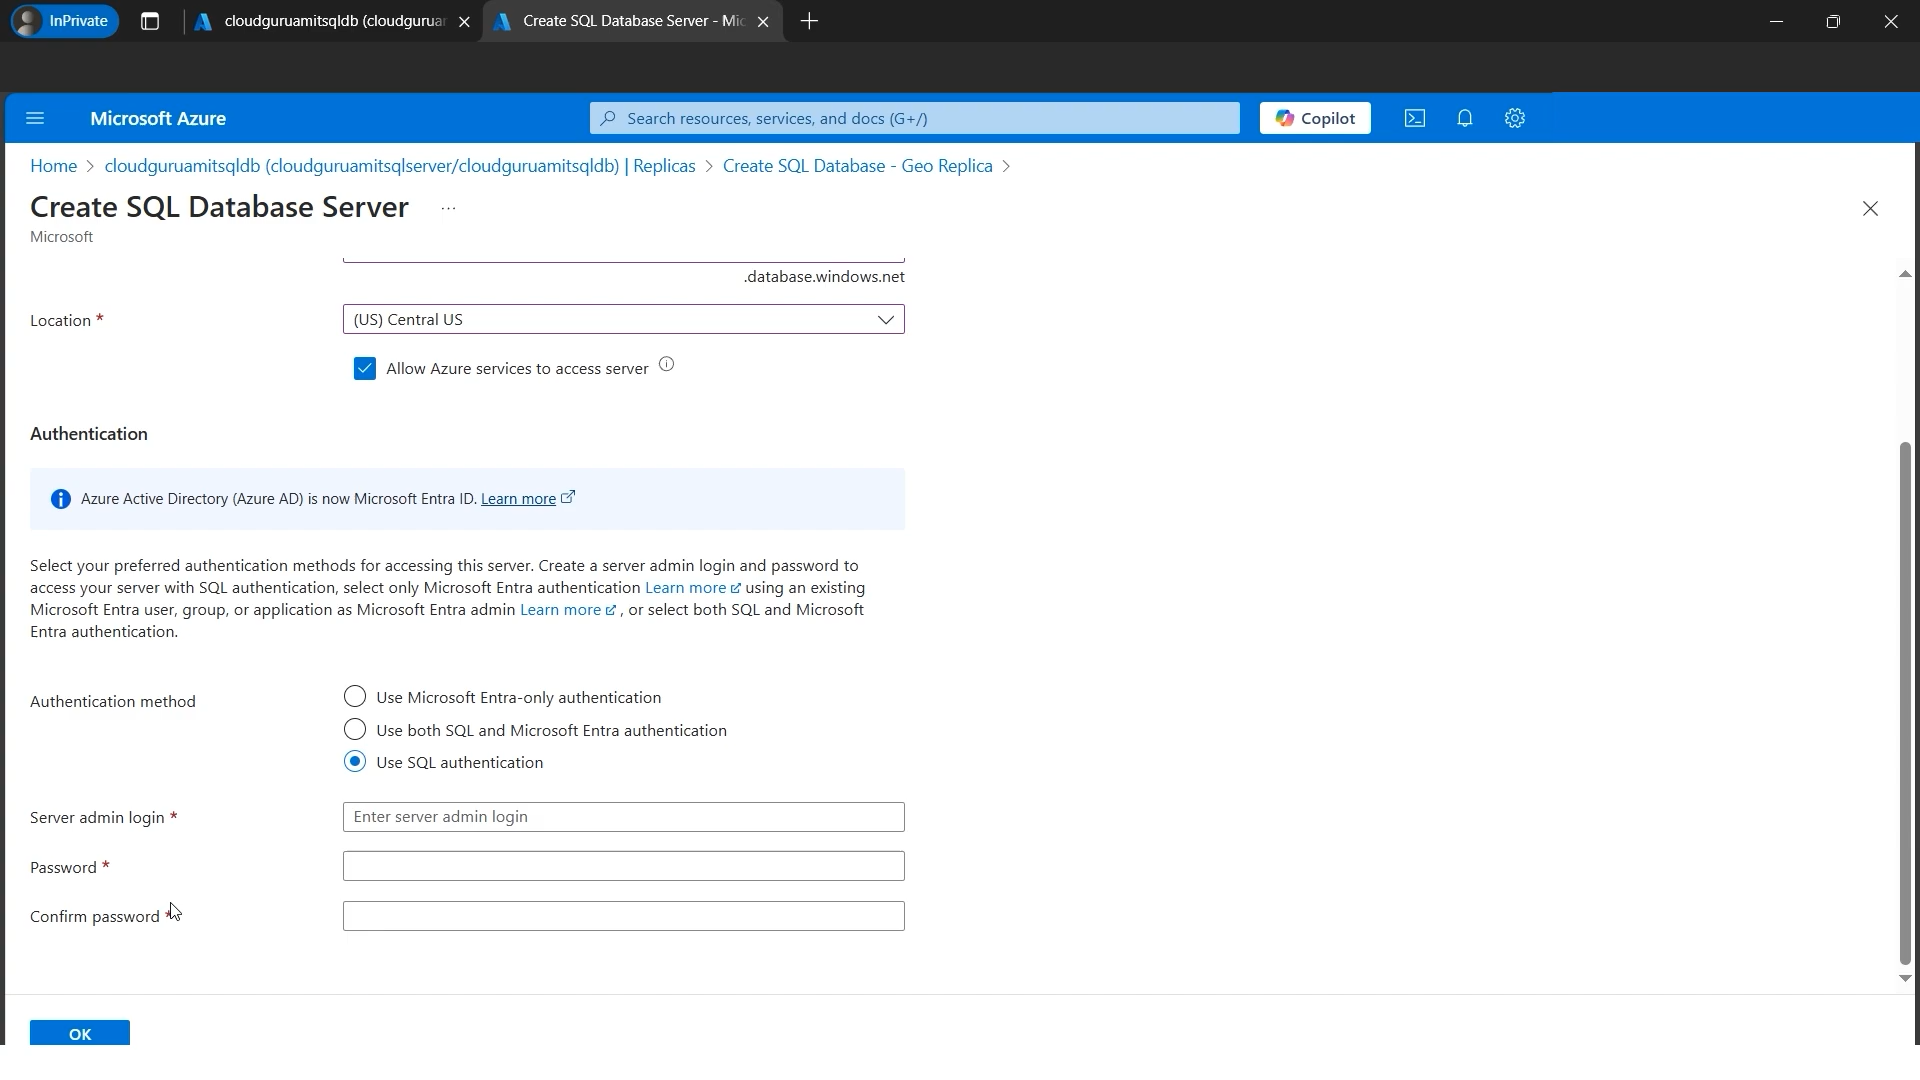 InPrivate
cloudguruamitsqldb (cloudguruar
Create SQL Database Server - Mic
Microsoft Azure
Search resources, services, and docs (G+/)
Copilot
Home > cloudguruamitsqldb (cloudguruamitsqlserver/cloudguruamitsqldb) | Replicas > Create SQL Database - Geo Replica >
Create SQL Database Server ...
Microsoft
.database.windows.net
Location *
(US) Central US
Allow Azure services to access server
Authentication
Azure Active Directory (Azure AD) is now Microsoft Entra ID. Learn more
Select your preferred authentication methods for accessing this server. Create a server admin login and password to
access your server with SQL authentication, select only Microsoft Entra authentication Learn more using an existing
Microsoft Entra user, group, or application as Microsoft Entra admin Learn more , or select both SQL and Microsoft
Entra authentication.
Authentication method
Use Microsoft Entra-only authentication
Use both SQL and Microsoft Entra authentication
Use SQL authentication
Server admin login *
Enter server admin login
Password *
Confirm password *
OK